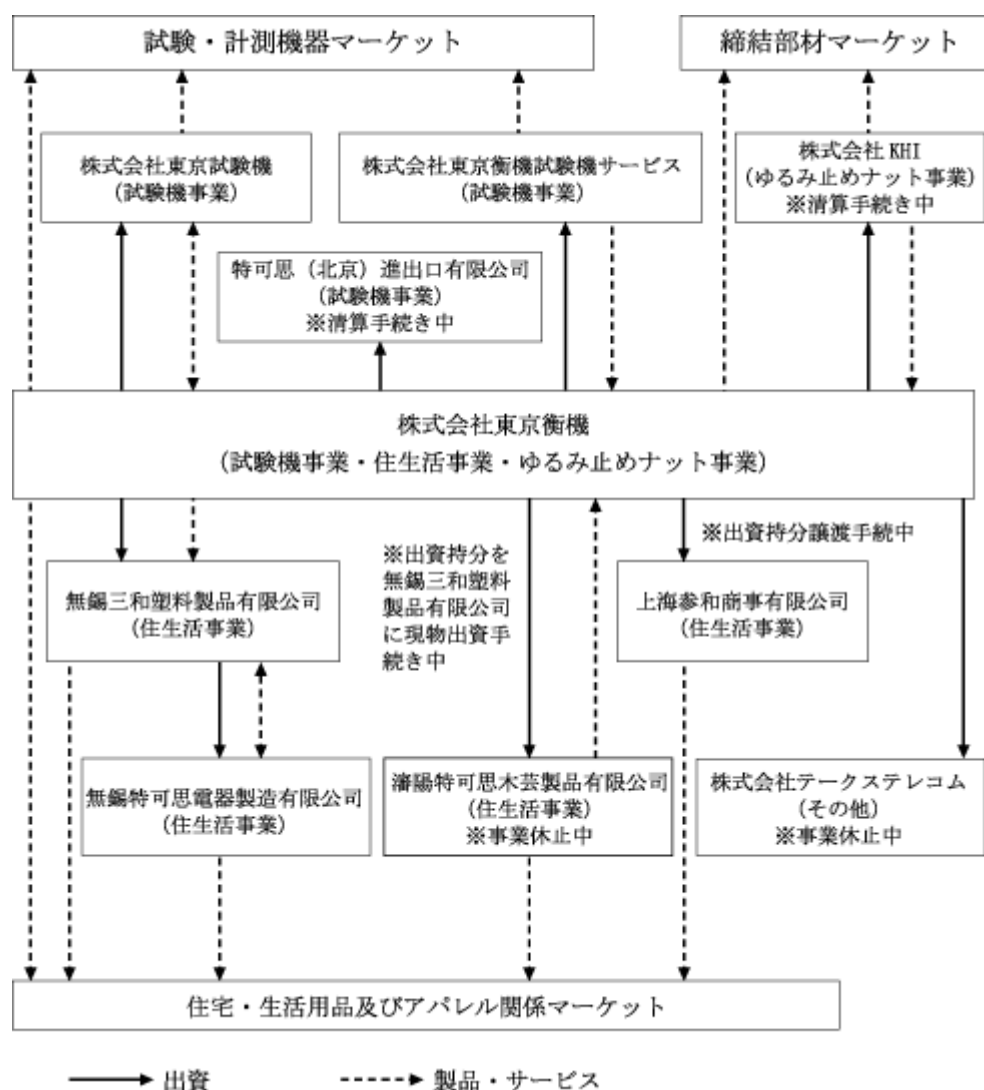 試験・計測機器マーケット
締結部材マーケット
株式会社東京試験機
(試験機事業)
株式会社東京衡機試験機サービス
(試験機事業)
株式会社 KHI
(ゆるみ止めナット事業)
※清算手続き中
特可思（北京）進出口有限公司
(試験機事業)
※清算手続き中
株式会社東京衡機
(試験機事業・住生活事業・ゆるみ止めナット事業)
※出資持分を
無錫三和塑料
製品有限公司
に現物出資手
続き中
※出資持分譲渡手続中
無錫三和塑料製品有限公司
(住生活事業)
上海参和商事有限公司
(住生活事業)
無錫特可思電器製造有限公司
(住生活事業)
瀋陽特可思木芸製品有限公司
(住生活事業)
※事業休止中
株式会社テークステレコム
(その他)
※事業休止中
住宅・生活用品及びアパレル関係マーケット
出資
製品・サービス